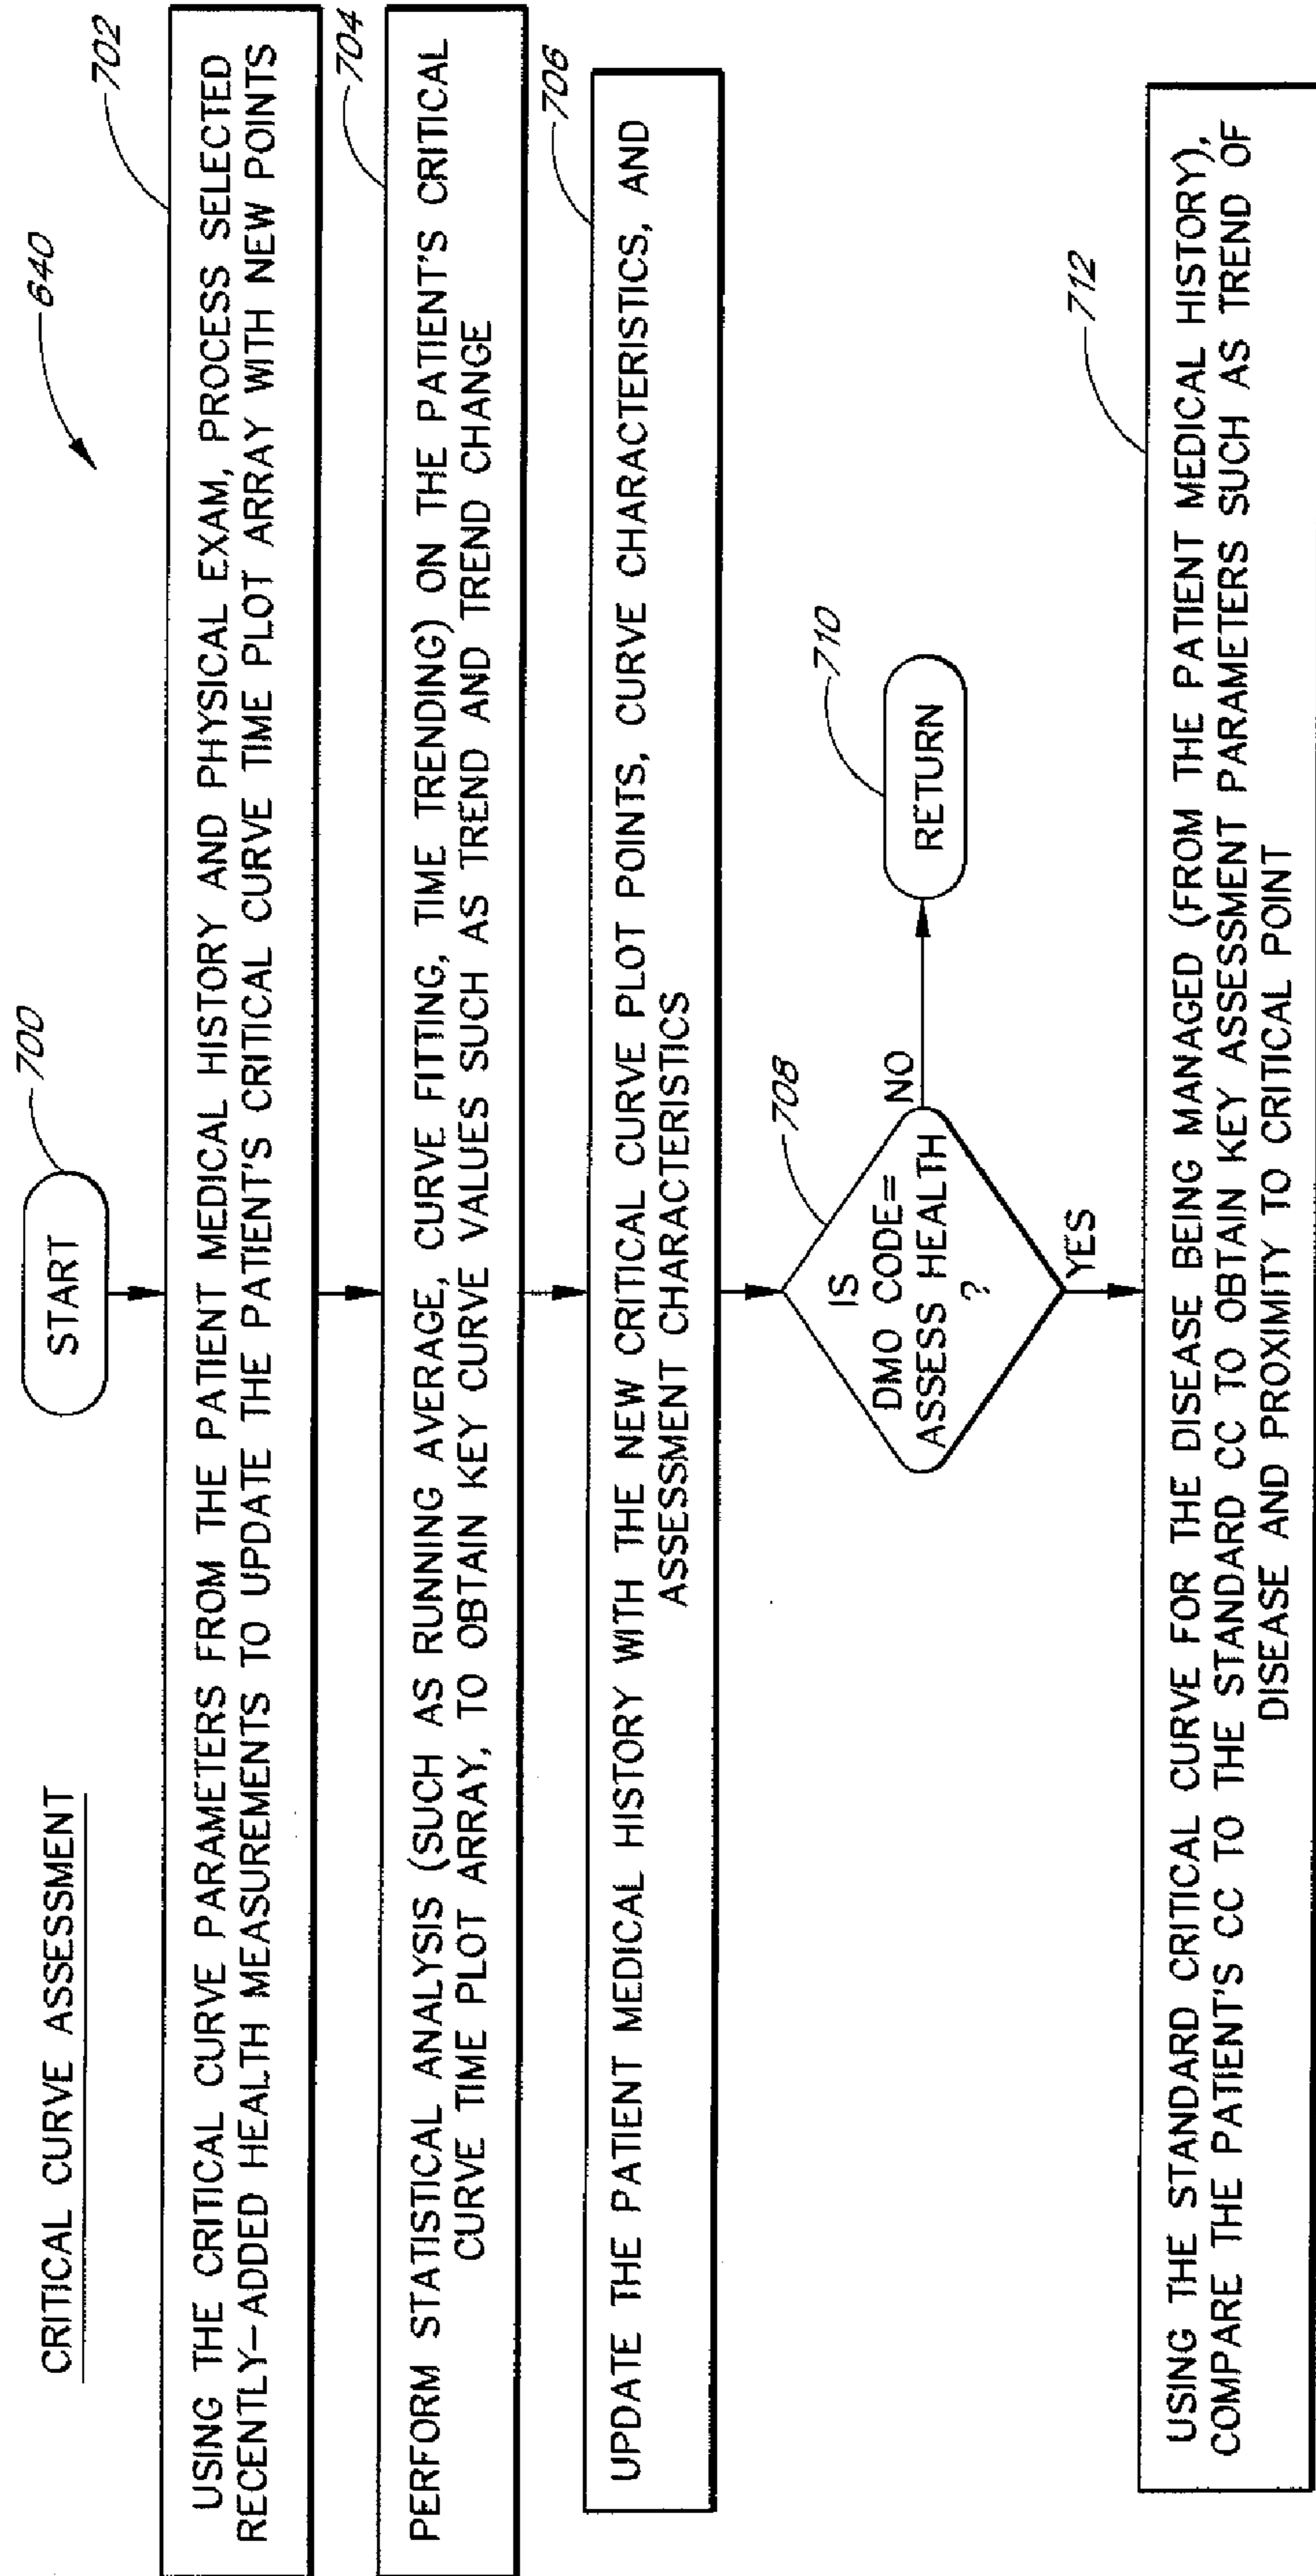 CRITICAL CURVE ASSESSMENT
640
START
700
702
USING THE CRITICAL CURVE PARAMETERS FROM THE PATIENT MEDICAL HISTORY AND PHYSICAL EXAM, PROCESS SELECTED
RECENTLY-ADDED HEALTH MEASUREMENTS TO UPDATE THE PATIENT'S CRITICAL CURVE TIME PLOT ARRAY WITH NEW POINTS
704
PERFORM STATISTICAL ANALYSIS (SUCH AS RUNNING AVERAGE, CURVE FITTING, TIME TRENDING) ON THE PATIENT'S CRITICAL
CURVE TIME PLOT ARRAY, TO OBTAIN KEY CURVE VALUES SUCH AS TREND AND TREND CHANGE
706
UPDATE THE PATIENT MEDICAL HISTORY WITH THE NEW CRITICAL CURVE PLOT POINTS, CURVE CHARACTERISTICS, AND
ASSESSMENT CHARACTERISTICS
708
IS
DMO CODE=
ASSESS HEALTH
?
NO
710
RETURN
YES
712
USING THE STANDARD CRITICAL CURVE FOR THE DISEASE BEING MANAGED (FROM THE PATIENT MEDICAL HISTORY),
COMPARE THE PATIENT'S CC TO THE STANDARD CC TO OBTAIN KEY ASSESSMENT PARAMETERS SUCH AS TREND OF
DISEASE AND PROXIMITY TO CRITICAL POINT